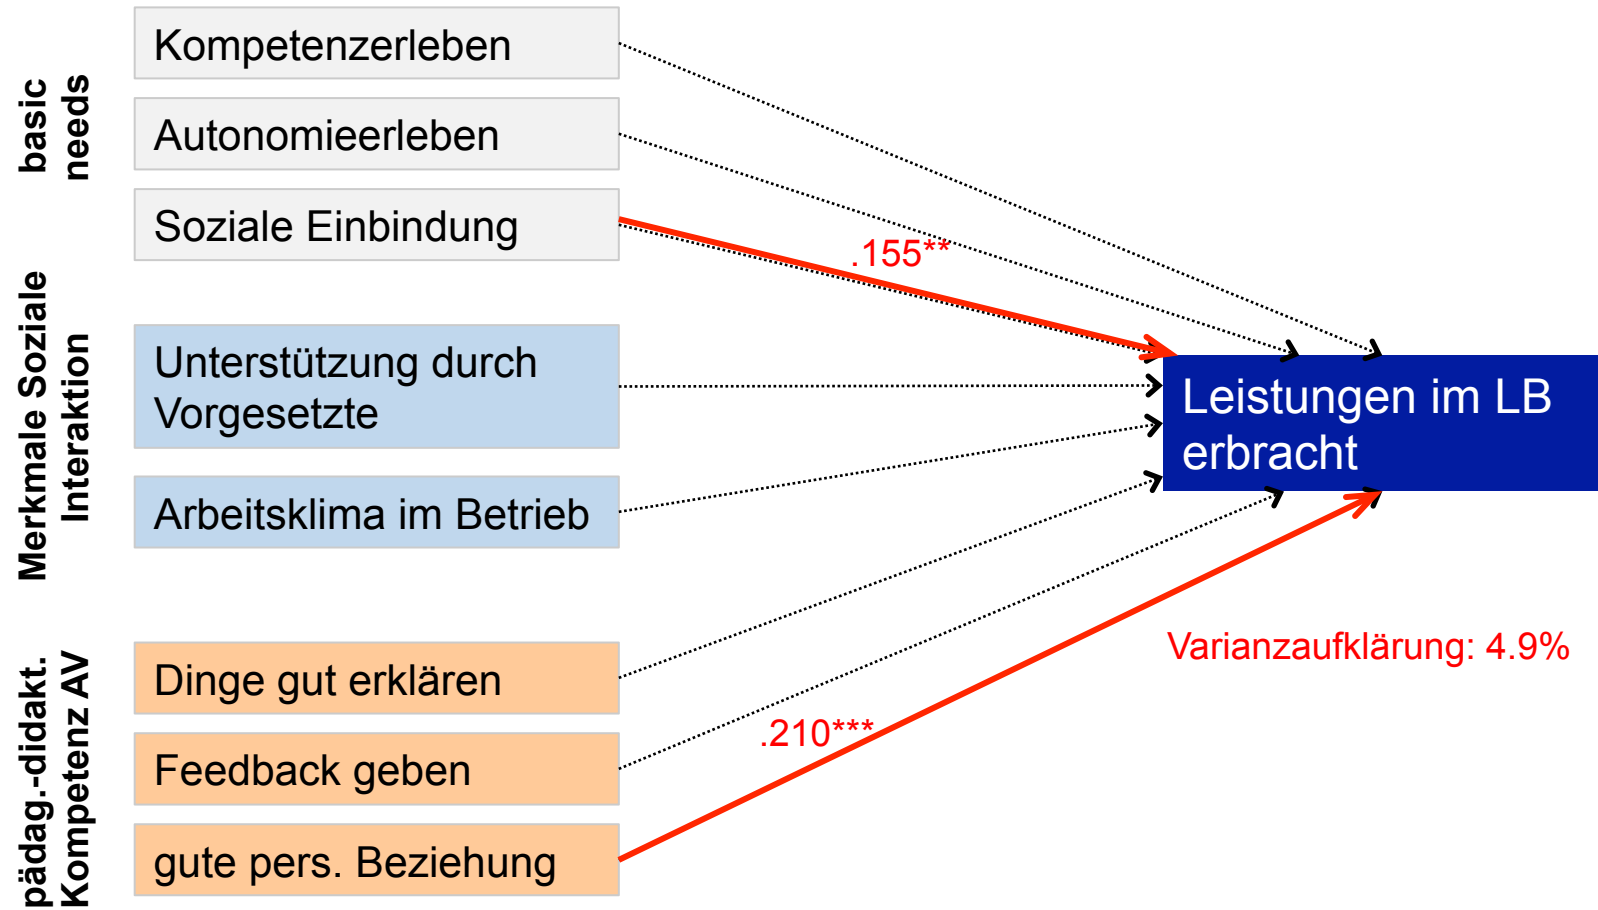 basic
needs
Kompetenzerleben
Autonomieerleben
Soziale Einbindung
.155**
Merkmale Soziale
Interaktion
Unterstützung durch
Vorgesetzte
Arbeitsklima im Betrieb
Leistungen im LB
erbracht
pädag.-didakt.
Kompetenz AV
Dinge gut erklären
Feedback geben
gute pers. Beziehung
.210***
Varianzaufklärung: 4.9%